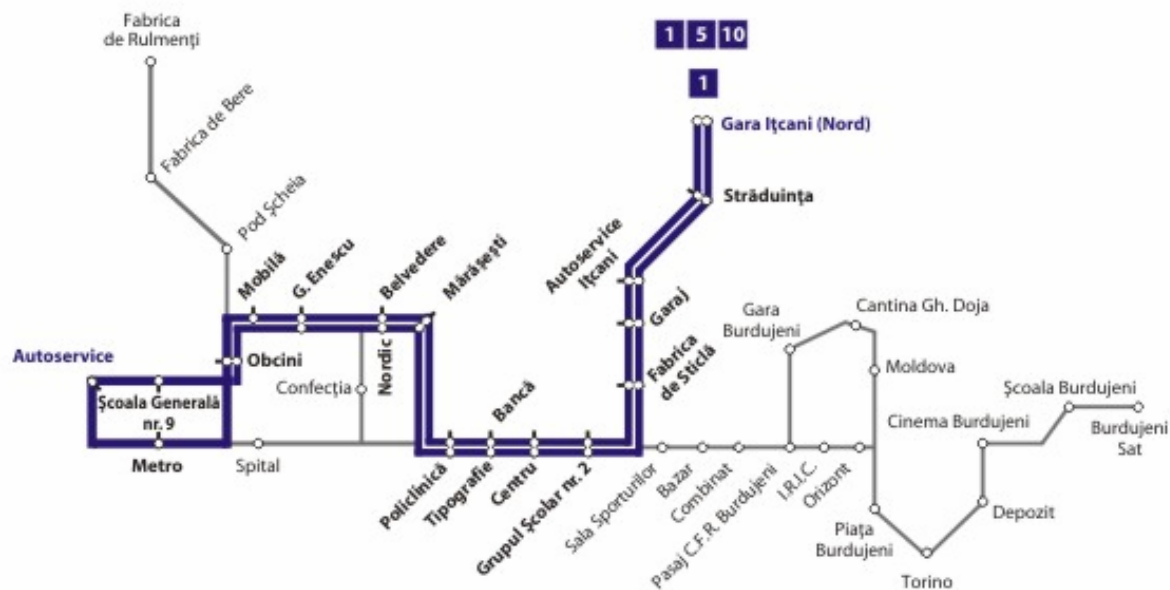 Fabrica
de Rulmenţi
1 5 10
1
Gara Iţcani (Nord)
Fabrica de Bere
Străduinţa
Pod Şcheia
Autoservice
Iţcani
Mobilă
G. Enescu
Belvedere
Mărăşeşti
Garaj
Cantina Gh. Doja
Gara
Burdujeni
Autoservice
Obcini
Confecţia
Nordic
Fabrica
de Sticlă
Moldova
Şcoala Generală
nr. 9
Bancă
Şcoala Burdujeni
Cinema Burdujeni
Burdujeni
Sat
Metro
Spital
Policlinică
Tipografie
Centru
Grupul Şcolar nr. 2
Sala Sporturilor
Bazar
Combinat
Pasaj C.F.R. Burdujeni
I.R.I.C.
Orizont
Piaţa
Burdujeni
Depozit
Torino